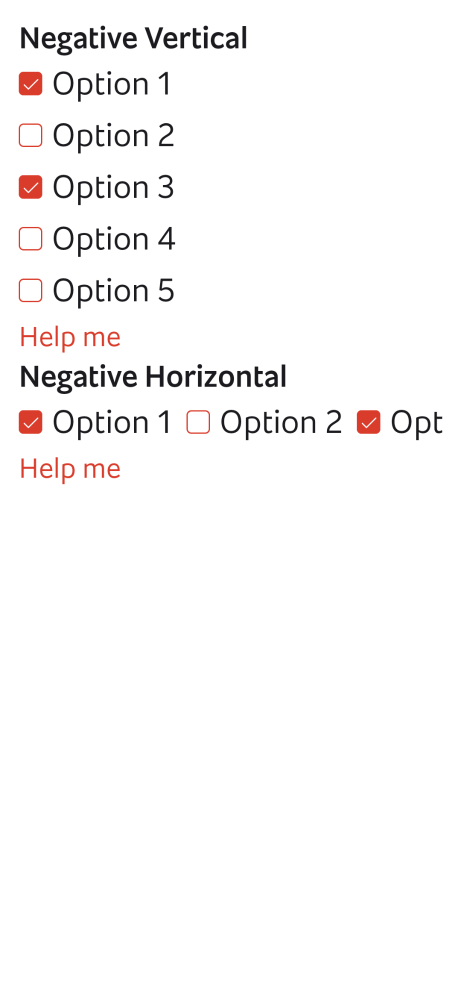 Negative Vertical
Option 1
Option 2
Option 3
Option 4
Option 5
Help me
Negative Horizontal
Option 1 Option 2 Opt
Help me